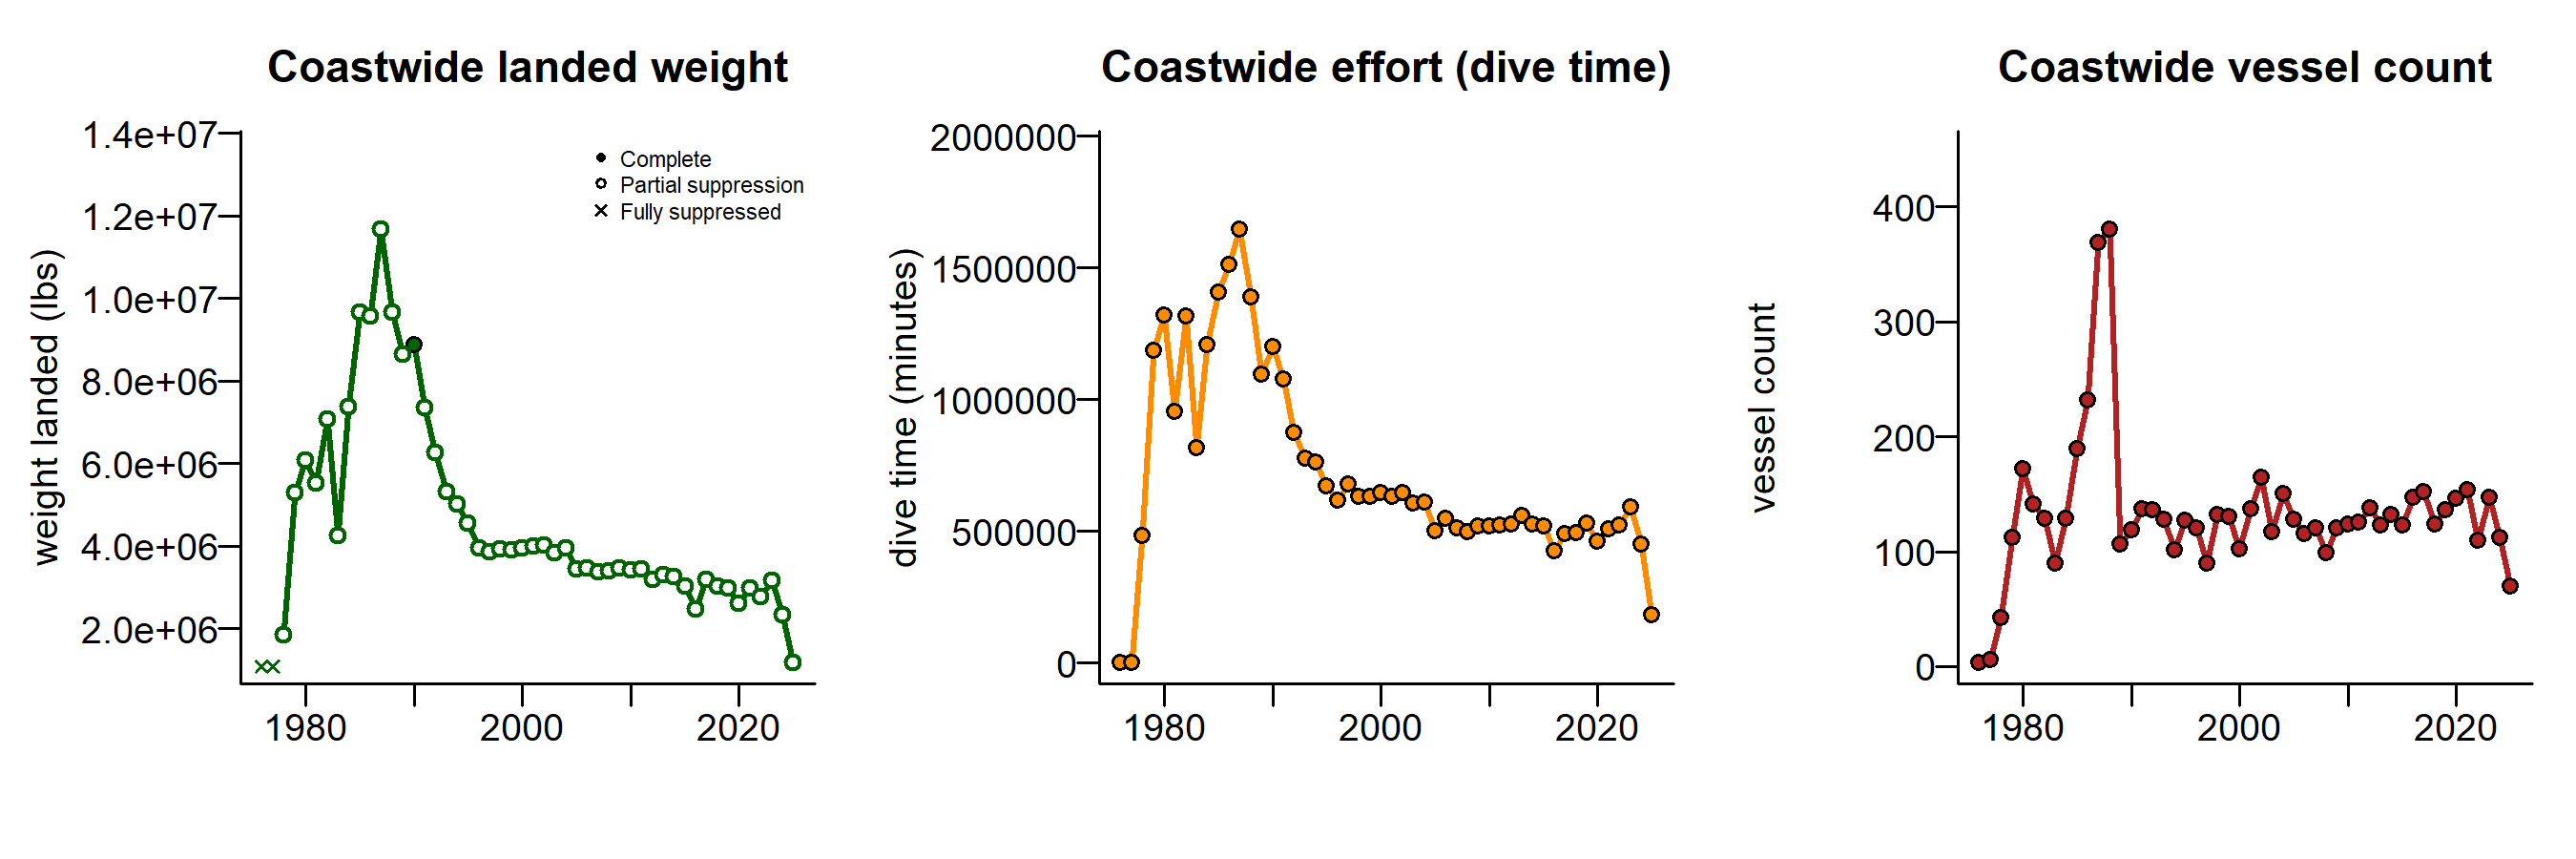 Coastwide landed weight
weight landed (lbs)
1.4e+07
1.2e+07
1.0e+07
8.0e+06
6.0e+06
4.0e+06
2.0e+06
Complete
Partial suppression
Fully suppressed
1980 2000 2020
Coastwide effort (dive time)
dive time (minutes)
2000000
1500000
1000000
500000
0
1980 2000 2020
Coastwide vessel count
vessel count
400
300
200
100
0
1980 2000 2020